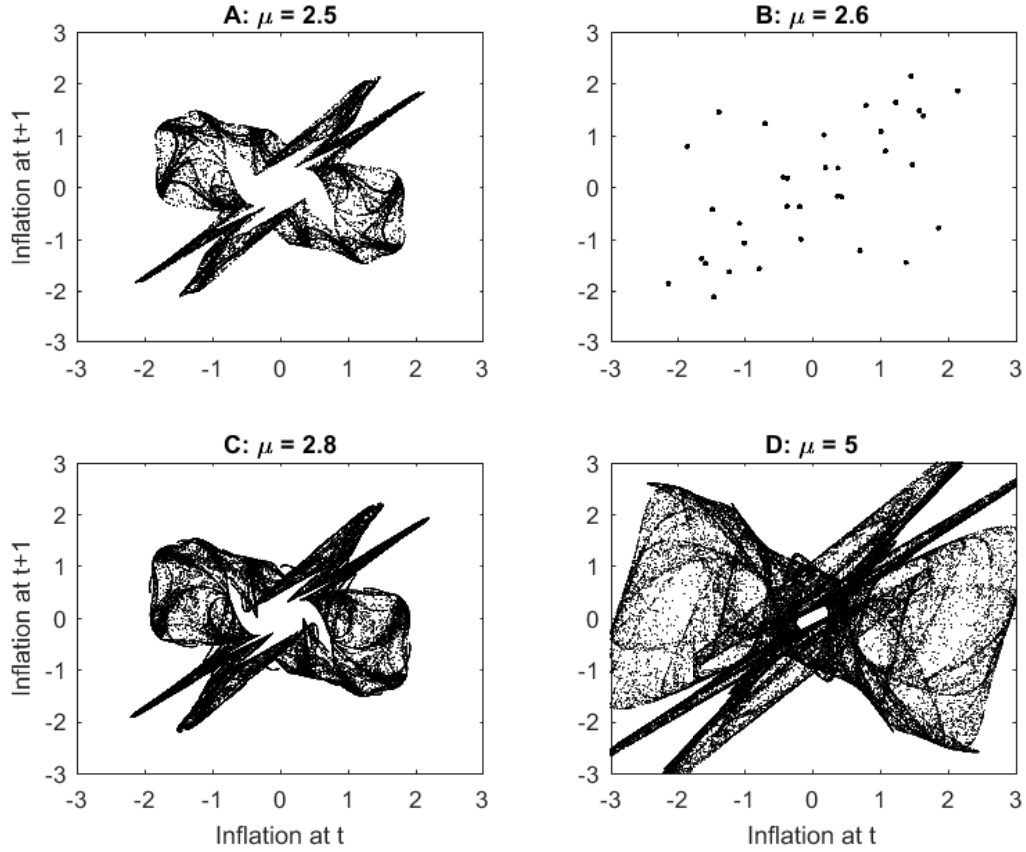 A: μ = 2.5
B: μ = 2.6
3
2
1
0
-1
-2
-3
Inflation at t+1
-3 -2 -1 0 1 2 3
3
2
1
0
-1
-2
-3
-3 -2 -1 0 1 2 3
C: μ = 2.8
D: μ = 5
3
2
1
0
-1
-2
-3
Inflation at t+1
-3 -2 -1 0 1 2 3
Inflation at t
3
2
1
0
-1
-2
-3
-3 -2 -1 0 1 2 3
Inflation at t